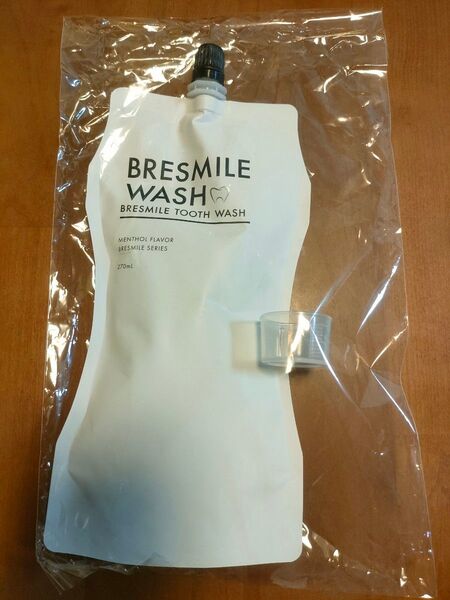 BRESMILE
WASH
BRESMILE TOOTH WASH
MENTHOL FLAVOR
BRESMILE SERIES
270mL